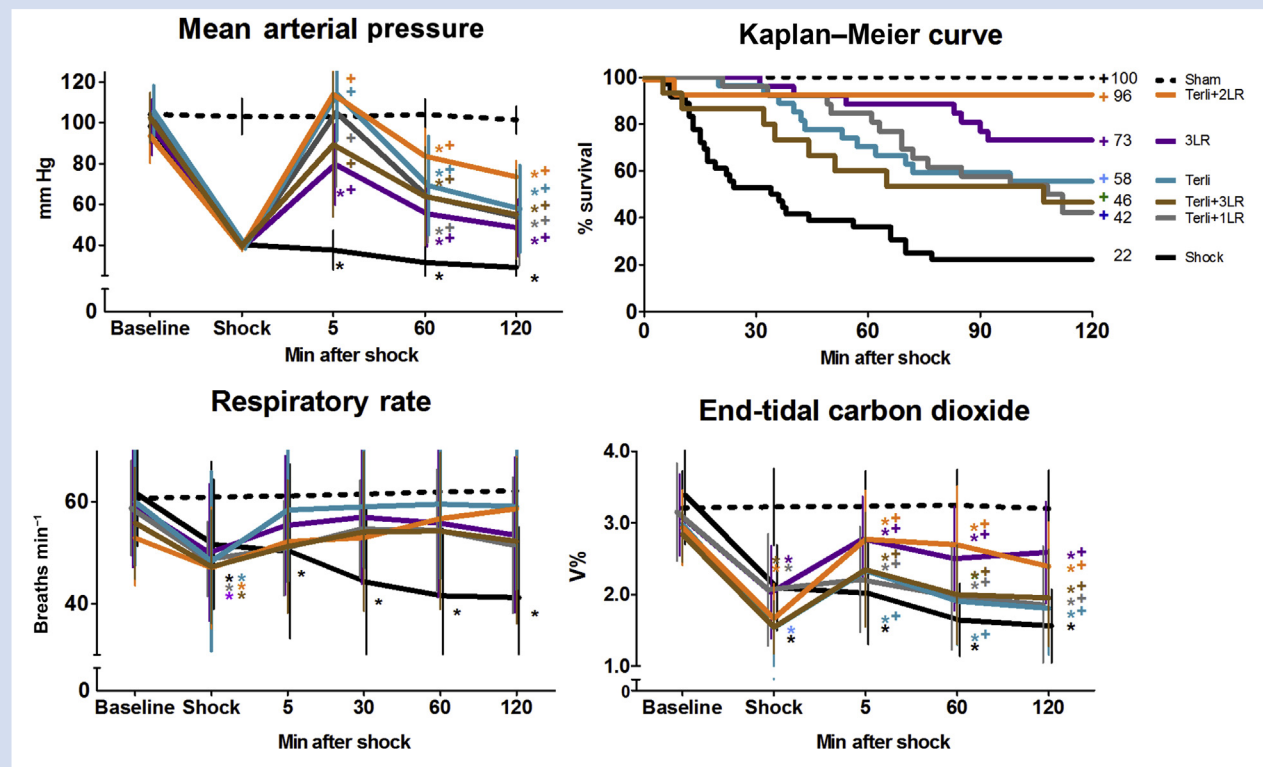 Mean arterial pressure
120
100
80
60
40
0
mm Hg
Baseline Shock 5 60 120
Min after shock
+
+
+
+
*+
*
*+
*+
*+
*+
*+
*
*+
*+
*+
*+
*+
*
Kaplan–Meier curve
100
80
60
40
20
0
% survival
0 30 60 90 120
Min after shock
+100 Sham
+96 Terli+2LR
+73 3LR
+58 Terli
+46 Terli+3LR
+42 Terli+1LR
22 Shock
Respiratory rate
60
40
0
Breaths min⁻¹
Baseline Shock 5 30 60 120
Min after shock
* *
* *
* *
*
*
*
*
End-tidal carbon dioxide
4.0
3.0
2.0
1.0
0
V%
Baseline Shock 5 60 120
Min after shock
* *
* *
*
*
*+
*+
*+
*+
*+
*
*+
*+
*+
*+
*+
*
*+
*+
*+
*+
*+
*